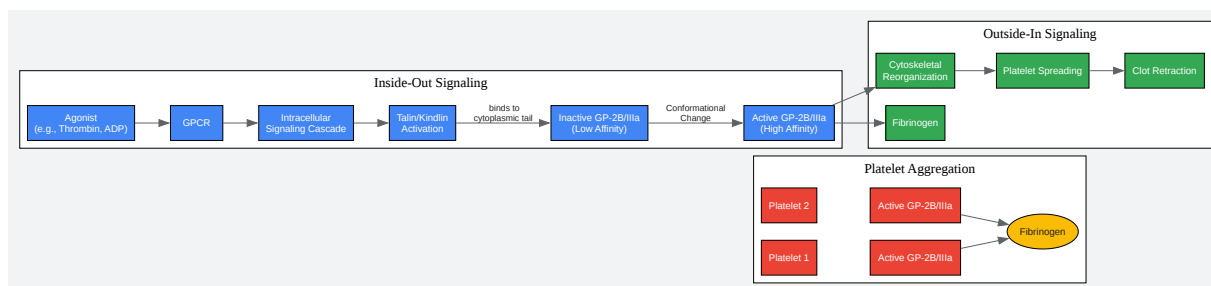 Outside-In Signaling
Cytoskeletal
Reorganization
Platelet Spreading
Clot Retraction
Fibrinogen
Inside-Out Signaling
Agonist
(e.g., Thrombin, ADP)
GPCR
Intracellular
Signaling Cascade
Talin/Kindlin
Activation
binds to
cytoplasmic tail
Inactive GP-2B/IIIa
(Low Affinity)
Conformational
Change
Active GP-2B/IIIa
(High Affinity)
Platelet Aggregation
Platelet 2
Active GP-2B/IIIa
Fibrinogen
Platelet 1
Active GP-2B/IIIa